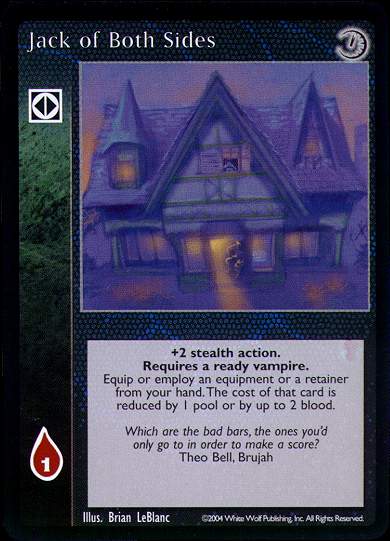 Jack of Both Sides
+2 stealth action.
Requires a ready vampire.
Equip or employ an equipment or a retainer
from your hand. The cost of that card is
reduced by 1 pool or by up to 2 blood.
Which are the bad bars, the ones you'd
only go to in order to make a score?
Theo Bell, Brujah
1
Illus. Brian LeBlanc
©2004 White Wolf Publishing, Inc. All Rights Reserved.